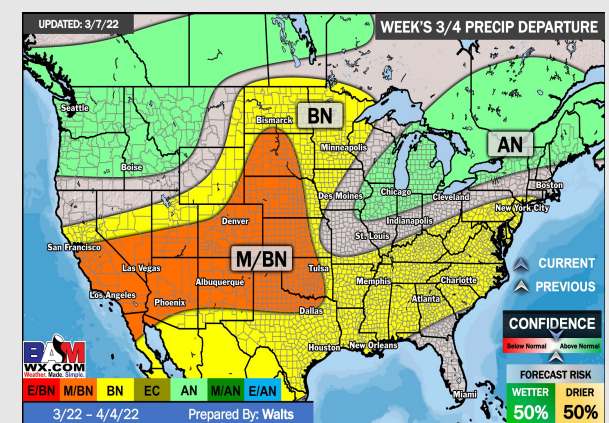 UPDATED: 3/7/22
WEEK'S 3/4 PRECIP DEPARTURE
Seattle
Bismarck
BN
Minneapolis
AN
Boise
Chicago
Boston
Des Moines
Cleveland
New York City
Indianapolis
Denver
St. Louis
San Francisco
M/BN
CURRENT
Las Vegas
Tulsa
Memphis
Charlotte
Albuquerque
PREVIOUS
Los Angeles
Phoenix
Atlanta
Dallas
CONFIDENCE
Below Normal
Above Normal
Houston
New Orleans
BAM
WX.COM
Weather. Made. Simple.
FORECAST RISK
E/BN M/BN BN EC AN M/AN E/AN
Miami
WETTER
DRIER
50%
50%
3/22 – 4/4/22
Prepared By: Walts